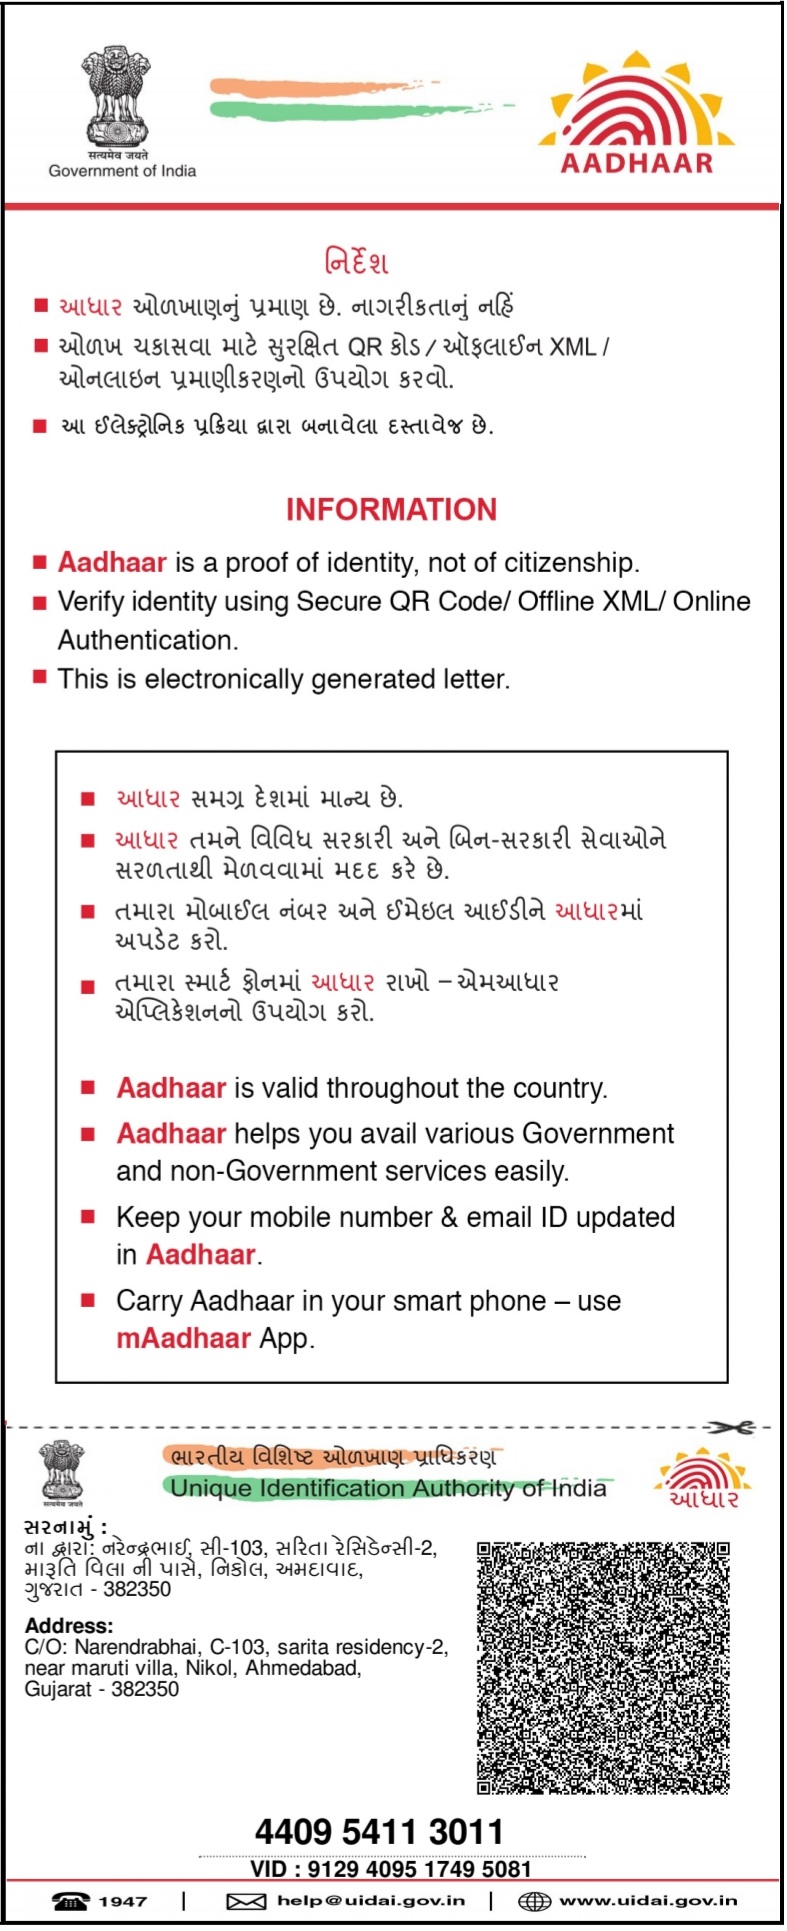 सत्यमेव जयते
Government of India
AADHAAR
નિર્દેશ
આધાર ઓળખાણનું પ્રમાણ છે. નાગરીકતાનું નહિં
ઓળખ ચકાસવા માટે સુરક્ષિત QR કોડ / ઑફલાઈન XML /
ઓનલાઇન પ્રમાણીકરણનો ઉપયોગ કરવો.
આ ઈલેક્ટ્રોનિક પ્રક્રિયા દ્વારા બનાવેલા દસ્તાવેજ છે.
INFORMATION
Aadhaar is a proof of identity, not of citizenship.
Verify identity using Secure QR Code/ Offline XML/ Online
Authentication.
This is electronically generated letter.
આધાર સમગ્ર દેશમાં માન્ય છે.
આધાર તમને વિવિધ સરકારી અને બિન-સરકારી સેવાઓને
સરળતાથી મેળવવામાં મદદ કરે છે.
તમારા મોબાઈલ નંબર અને ઈમેઇલ આઈડીને આધારમાં
અપડેટ કરો.
તમારા સ્માર્ટ ફોનમાં આધાર રાખો – એમઆધાર
એપ્લિકેશનનો ઉપયોગ કરો.
Aadhaar is valid throughout the country.
Aadhaar helps you avail various Government
and non-Government services easily.
Keep your mobile number & email ID updated
in Aadhaar.
Carry Aadhaar in your smart phone – use
mAadhaar App.
ભારતીય વિશિષ્ટ ઓળખાણ પ્રાધિકરણ
Unique Identification Authority of India
सत्यमेव जयते
આધાર
સરનામું :
ના દ્વારા: નરેન્દ્રભાઈ, સી-103, સરિતા રેસિડેન્સી-2,
મારૂતિ વિલા ની પાસે, નિકોલ, અમદાવાદ,
ગુજરાત - 382350
Address:
C/O: Narendrabhai, C-103, sarita residency-2,
near maruti villa, Nikol, Ahmedabad,
Gujarat - 382350
4409 5411 3011
VID : 9129 4095 1749 5081
1947 | help@uidai.gov.in | www.uidai.gov.in